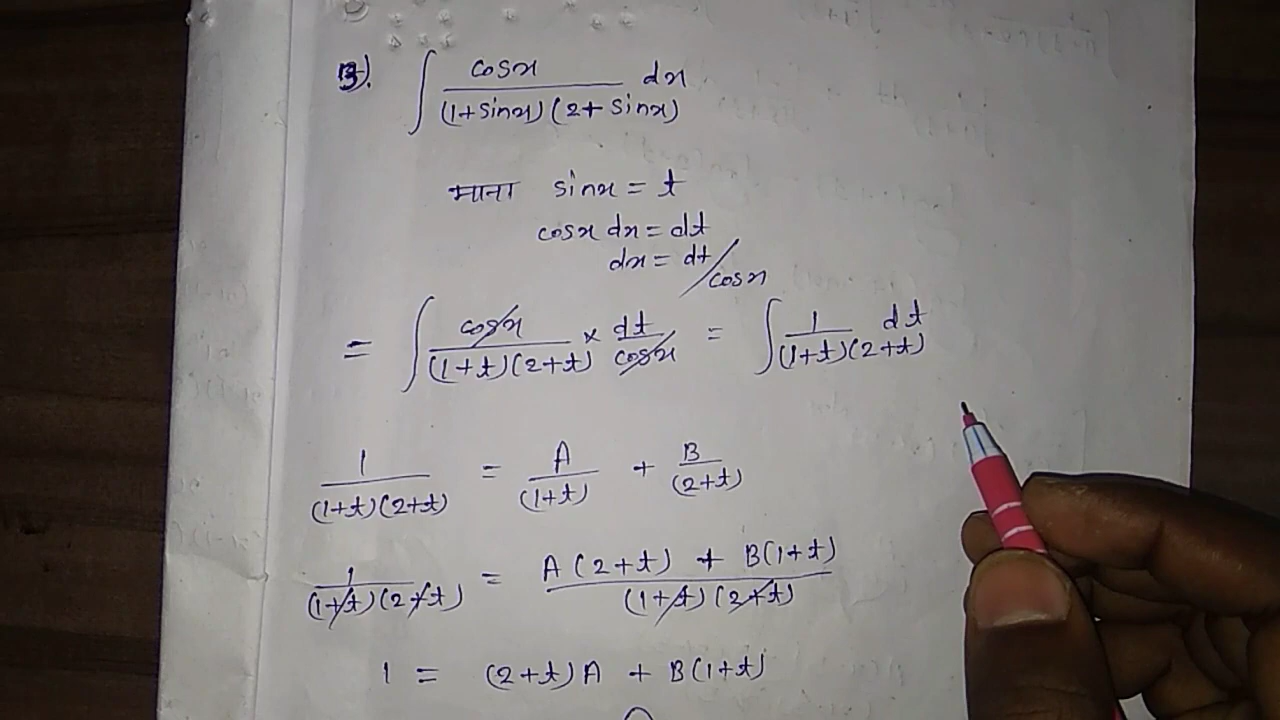 13). ∫ cosx / (1+sinx)(2+sinx) dx
माना sinx = t
cosx dx = dt
dx = dt/cosx
= ∫ cosx / (1+t)(2+t) × dt / cosx = ∫ 1 / (1+t)(2+t) dt
1 / (1+t)(2+t) = A / (1+t) + B / (2+t)
1 / (1+t)(2+t) = A(2+t) + B(1+t) / (1+t)(2+t)
1 = (2+t)A + B(1+t)